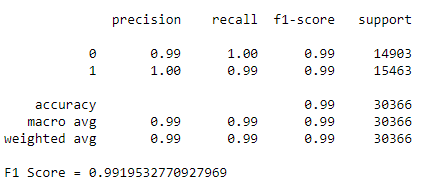 precision recall f1-score support
0 0.99 1.00 0.99 14903
1 1.00 0.99 0.99 15463
accuracy 0.99 30366
macro avg 0.99 0.99 0.99 30366
weighted avg 0.99 0.99 0.99 30366
F1 Score = 0.9919532770927969